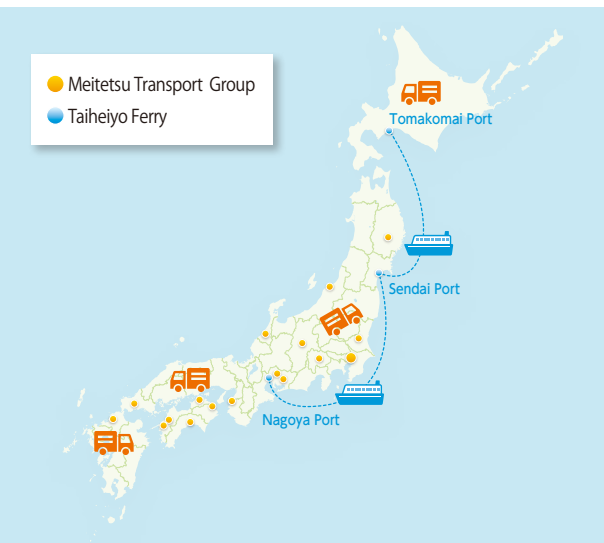 Meitetsu Transport Group
Taiheiyo Ferry
Tomakomai Port
Sendai Port
Nagoya Port